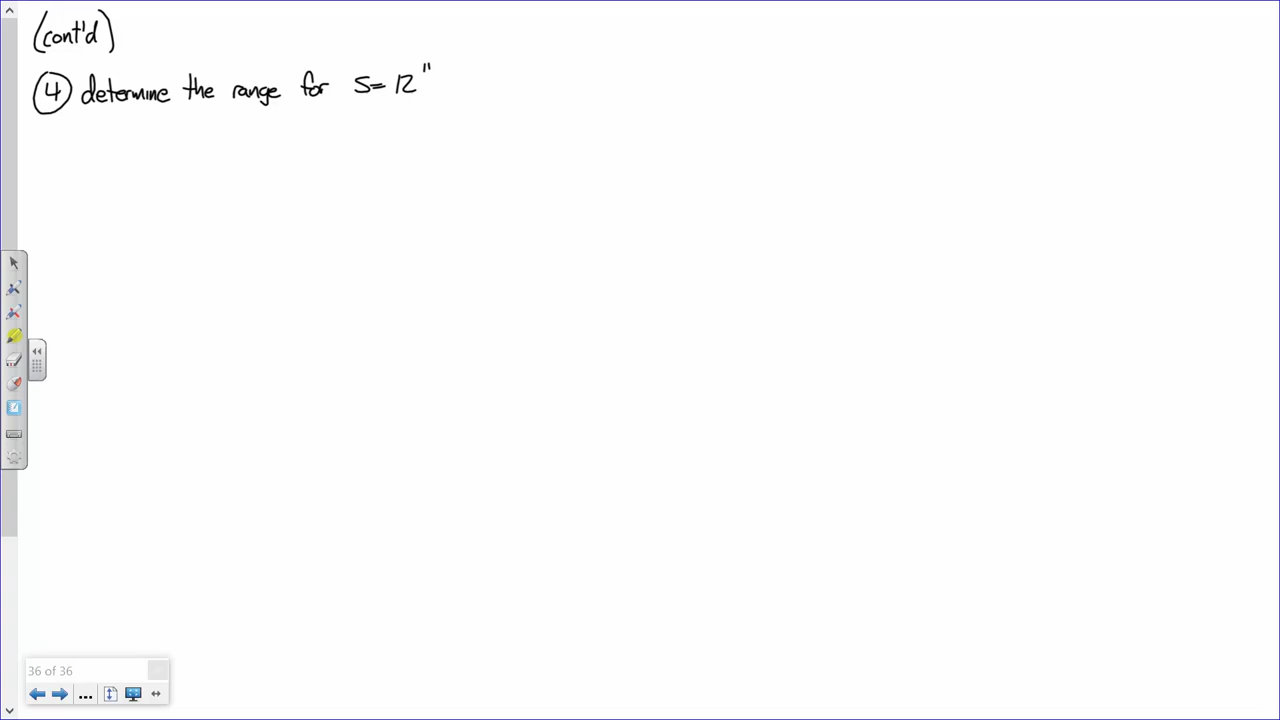 (cont'd)
④ determine the range for S=12"
36 of 36
...